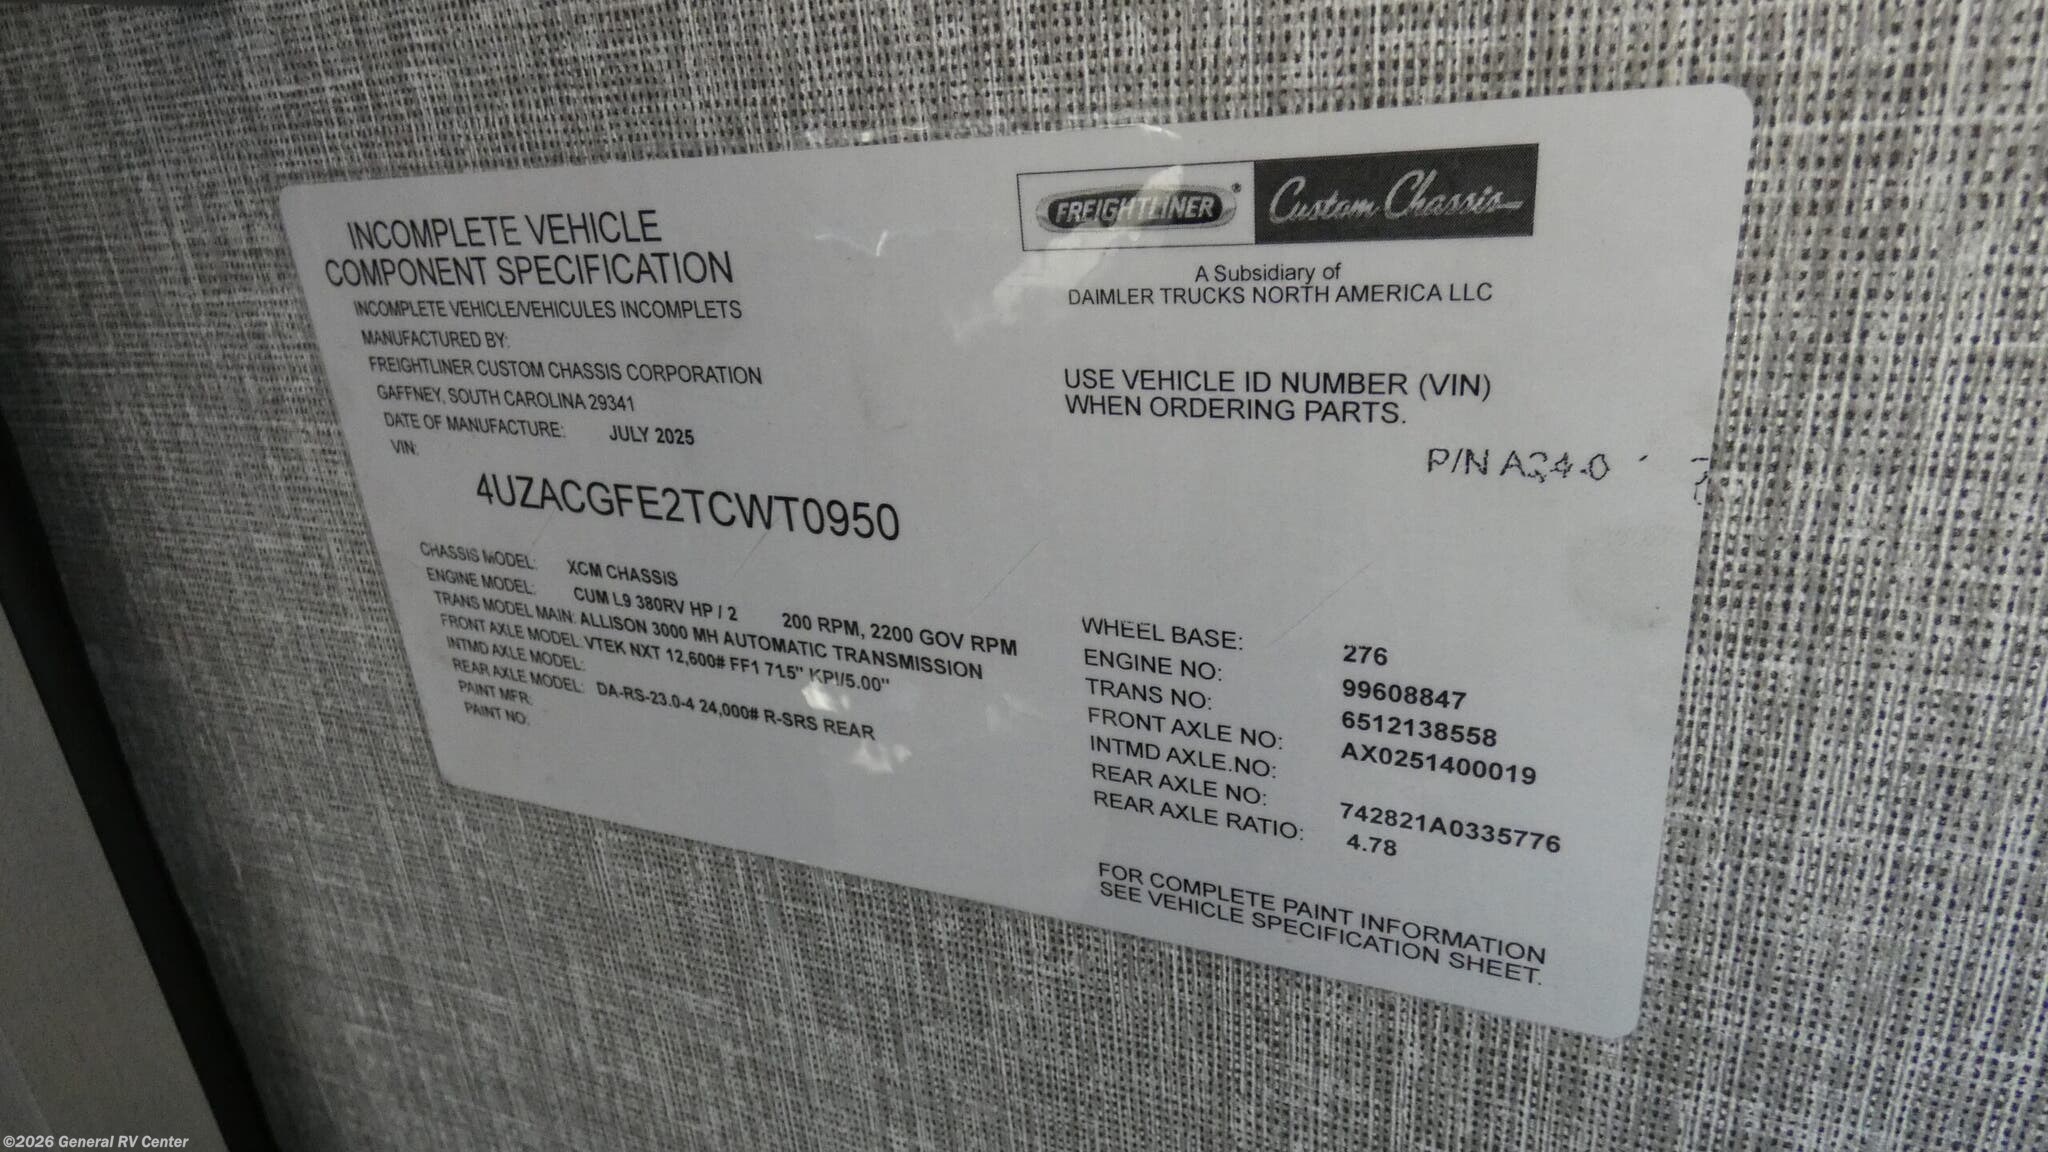 INCOMPLETE VEHICLE
COMPONENT SPECIFICATION
INCOMPLETE VEHICLE/VEHICULES INCOMPLETS
MANUFACTURED BY:
FREIGHTLINER CUSTOM CHASSIS CORPORATION
GAFFNEY, SOUTH CAROLINA 29341
DATE OF MANUFACTURE: JULY 2025
VIN:
4UZACGFE2TCWT0950
CHASSIS MODEL: XCM CHASSIS
ENGINE MODEL: CUM L9 380RV HP / 2 200 RPM, 2200 GOV RPM
TRANS MODEL MAIN: ALLISON 3000 MH AUTOMATIC TRANSMISSION
FRONT AXLE MODEL: VTEK NXT 12,600# FF1 71.5" KPI/5.00"
INTMD AXLE MODEL:
REAR AXLE MODEL: DA-RS-23.0-4 24,000# R-SRS REAR
PAINT MFR:
PAINT NO:
FREIGHTLINER® Custom Chassis
A Subsidiary of
DAIMLER TRUCKS NORTH AMERICA LLC
USE VEHICLE ID NUMBER (VIN)
WHEN ORDERING PARTS.
P/N
WHEEL BASE: 276
ENGINE NO: 99608847
TRANS NO: 6512138558
FRONT AXLE NO: AX0251400019
INTMD AXLE.NO:
REAR AXLE NO: 742821A0335776
REAR AXLE RATIO: 4.78
FOR COMPLETE PAINT INFORMATION
SEE VEHICLE SPECIFICATION SHEET.
©2026 General RV Center